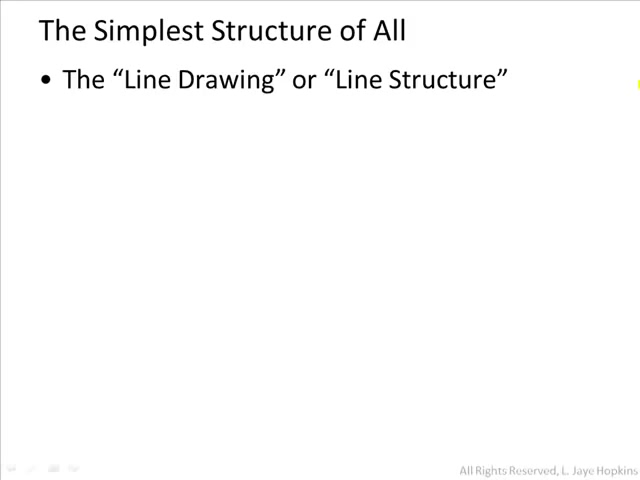 The Simplest Structure of All
• The “Line Drawing” or “Line Structure”
All Rights Reserved, L. Jaye Hopkins